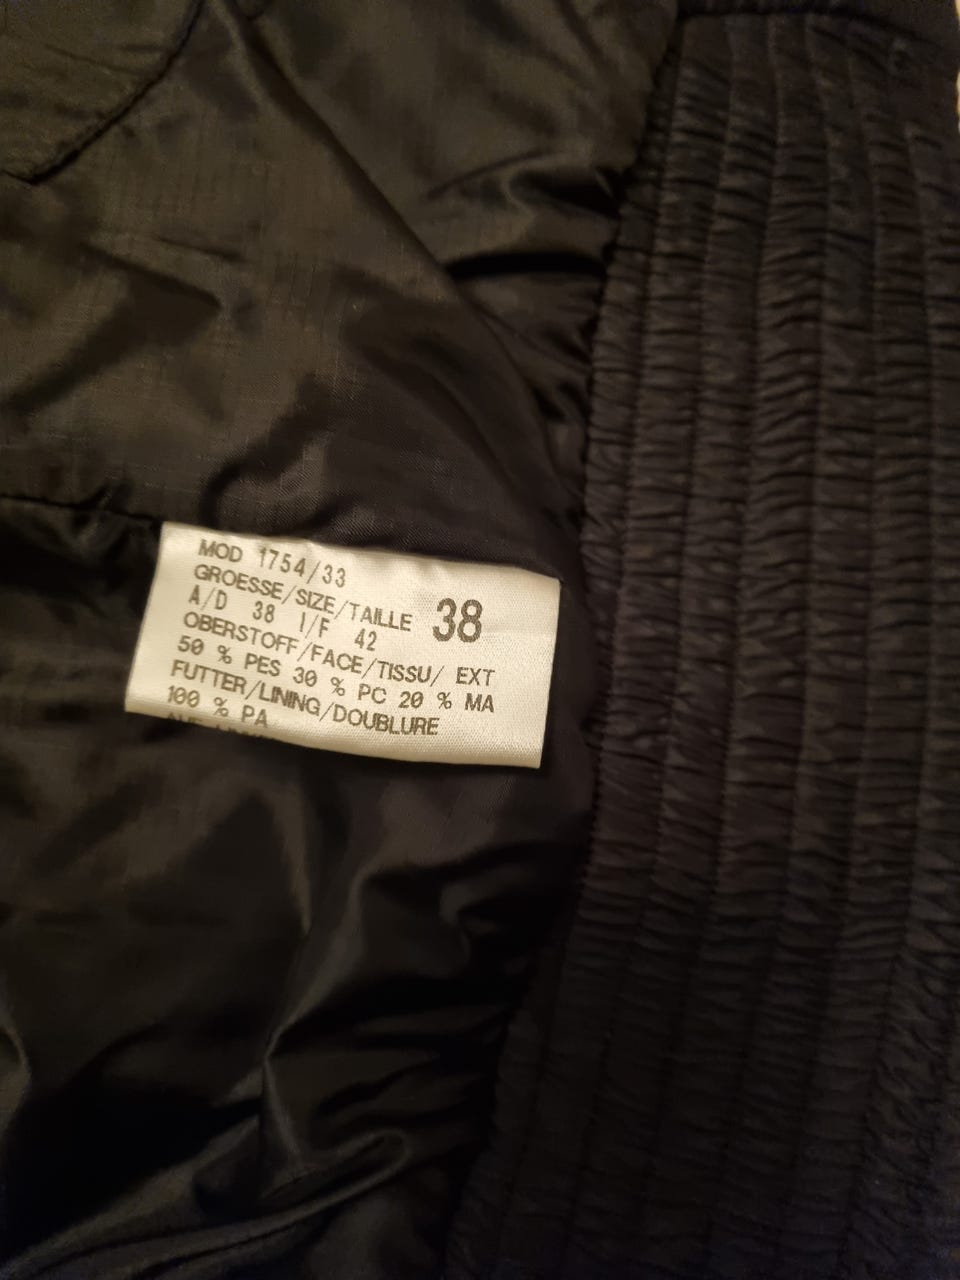 MOD 1754/33
GROESSE/SIZE/TAILLE 38
A/D 38 I/F 42
OBERSTOFF/FACE/TISSU/ EXT
50 % PES 30 % PC 20 % MA
FUTTER/LINING/DOUBLURE
100 % PA